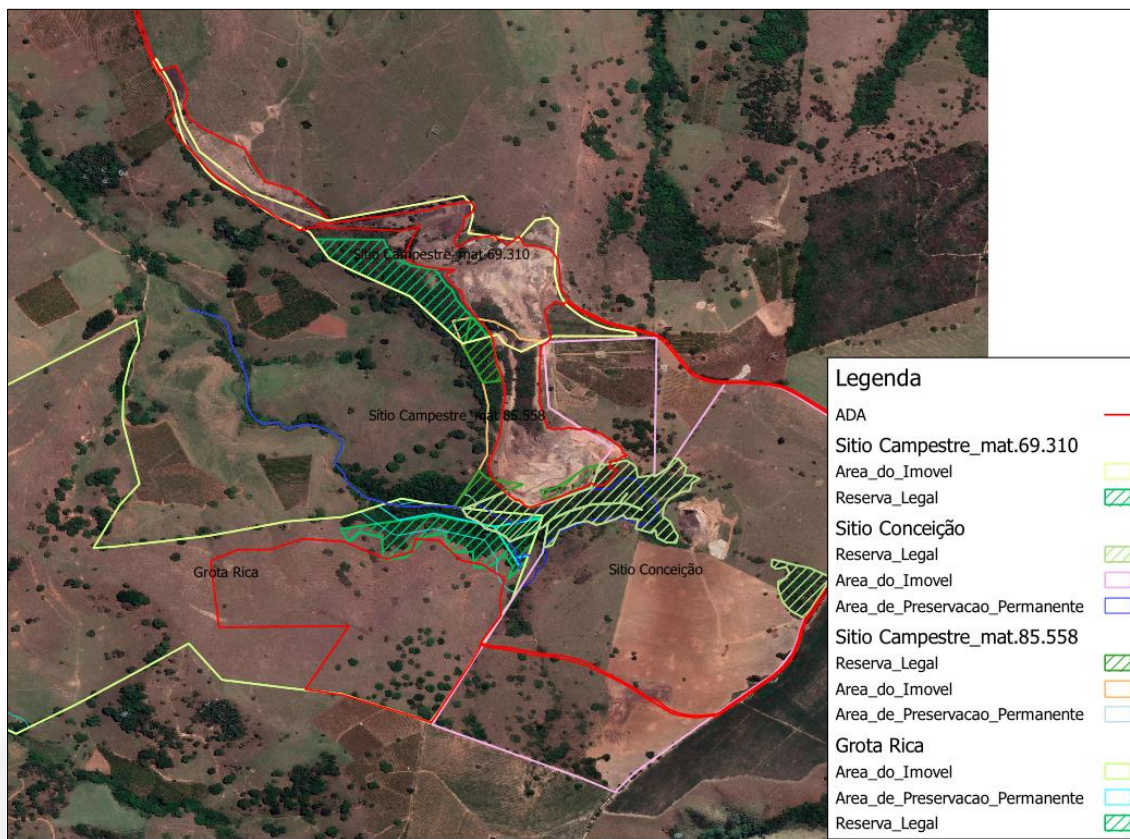 Sitio Campestre_mat.69.310
Sítio Campestre_mat 85.558
Grota Rica
Sitio Conceição
Legenda
ADA
Sitio Campestre_mat.69.310
Area_do_Imovel
Reserva_Legal
Sitio Conceição
Reserva_Legal
Area_do_Imovel
Area_de_Preservacao_Permanente
Sitio Campestre_mat.85.558
Reserva_Legal
Area_do_Imovel
Area_de_Preservacao_Permanente
Grota Rica
Area_do_Imovel
Area_de_Preservacao_Permanente
Reserva_Legal